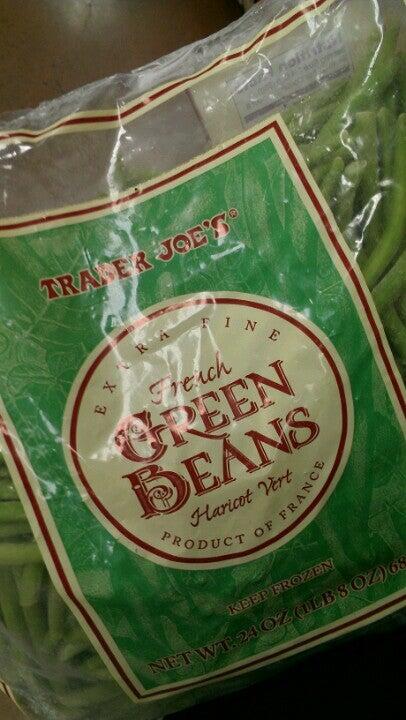 TRADER JOE'S®
EXTRA FINE
French
GREEN
BEANS
Haricot Vert
PRODUCT OF FRANCE
KEEP FROZEN
NET WT. 24 OZ (1LB 8 OZ) 68